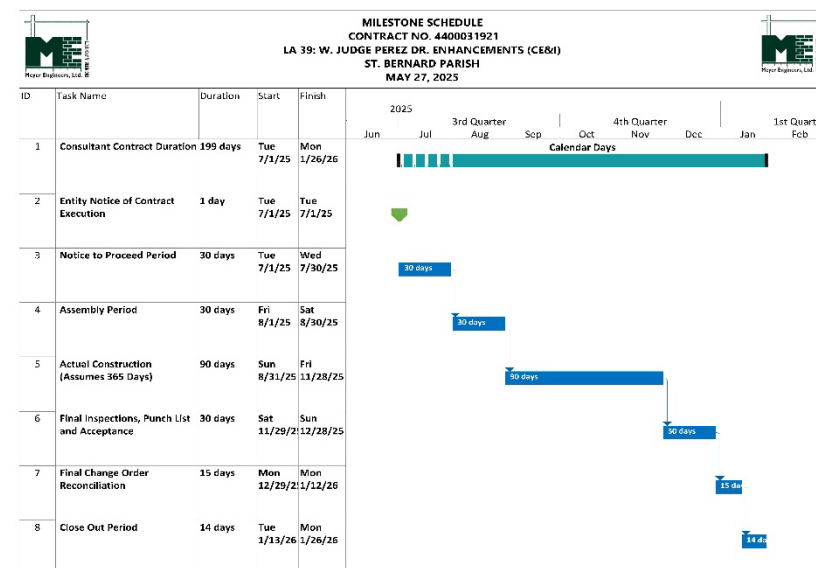 MILESTONE SCHEDULE
CONTRACT NO. 4400031921
LA 39: W. JUDGE PEREZ DR. ENHANCEMENTS (CE&I)
ST. BERNARD PARISH
MAY 27, 2025
ME
Meyer Engineers, Ltd.
ME
Meyer Engineers, Ltd.
ID Task Name Duration Start Finish
2025
3rd Quarter 4th Quarter 1st Quart
Jun Jul Aug Sep Oct Nov Dec Jan Feb
1 Consultant Contract Duration 199 days Tue Mon Calendar Days
7/1/25 1/26/26
2 Entity Notice of Contract 1 day Tue Tue
Execution 7/1/25 7/1/25
3 Notice to Proceed Period 30 days Tue Wed
7/1/25 7/30/25 30 days
4 Assembly Period 30 days Fri Sat
8/1/25 8/30/25 30 days
5 Actual Construction 90 days Sun Fri
(Assumes 365 Days) 8/31/25 11/28/25 90 days
6 Final Inspections, Punch List 30 days Sat Sun
and Acceptance 11/29/2 12/28/25 30 days
7 Final Change Order 15 days Mon Mon
Reconciliation 12/29/2 1/12/26 15 da
8 Close Out Period 14 days Tue Mon
1/13/26 1/26/26 14 da